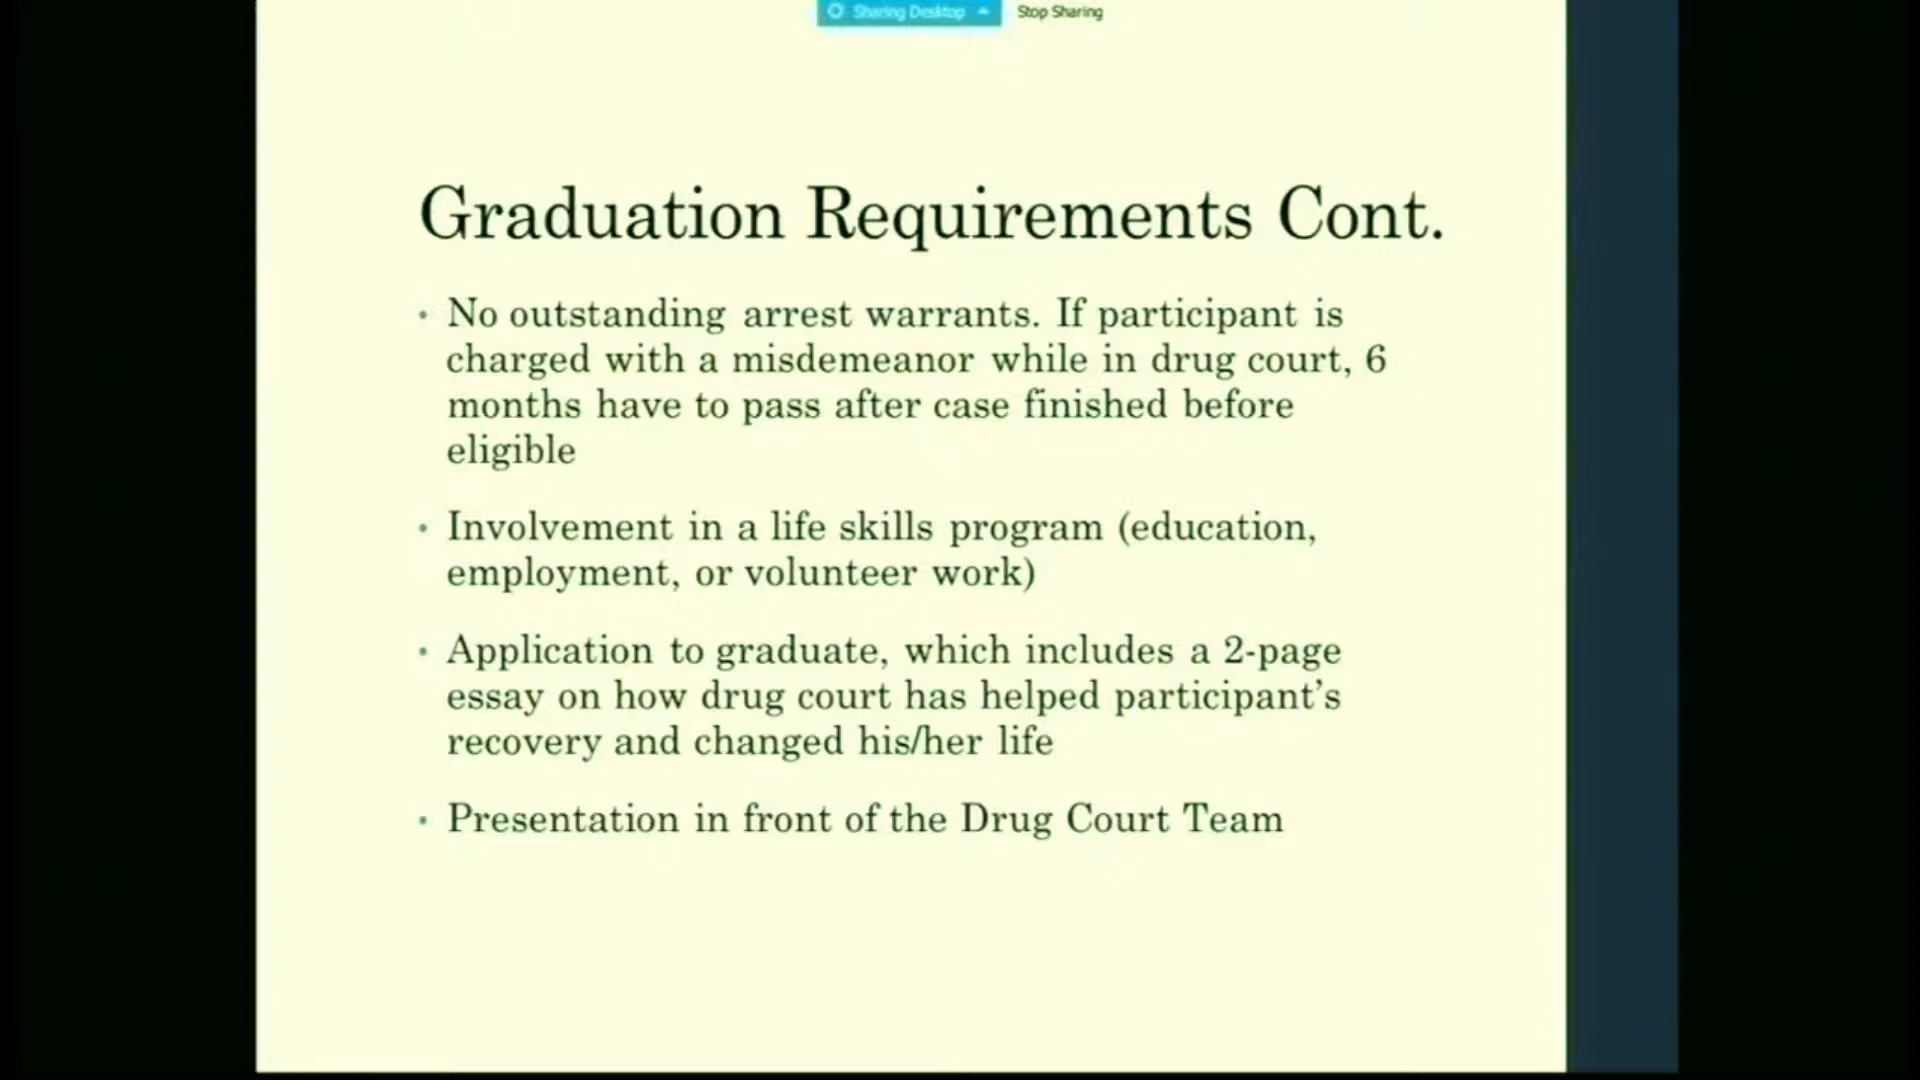 Sharing Desktop Stop Sharing
Graduation Requirements Cont.
• No outstanding arrest warrants. If participant is
charged with a misdemeanor while in drug court, 6
months have to pass after case finished before
eligible
• Involvement in a life skills program (education,
employment, or volunteer work)
• Application to graduate, which includes a 2-page
essay on how drug court has helped participant's
recovery and changed his/her life
• Presentation in front of the Drug Court Team